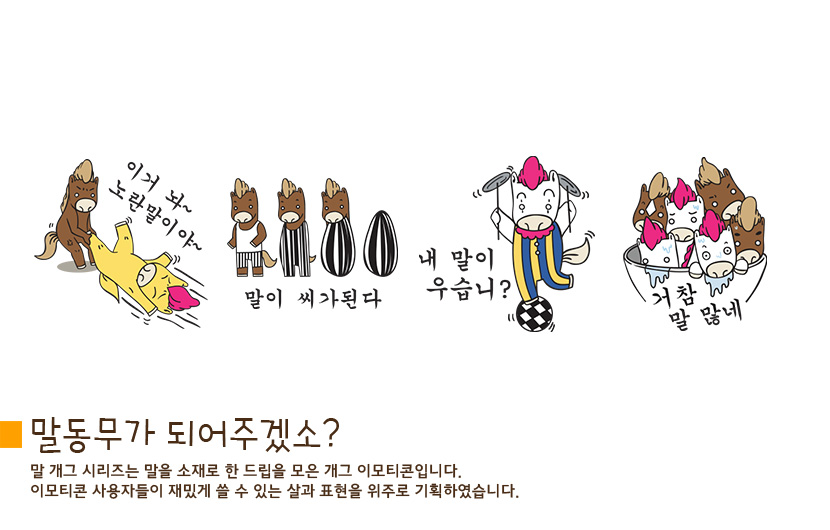 이거 놔~
노란말이야~
말이 씨가된다
내 말이
우습니?
거 참
말 많네
말동무가 되어주겠소?
말 개그 시리즈는 말을 소재로 한 드립을 모은 개그 이모티콘입니다.
이모티콘 사용자들이 재밌게 쓸 수 있는 살과 표현을 위주로 기획하였습니다.